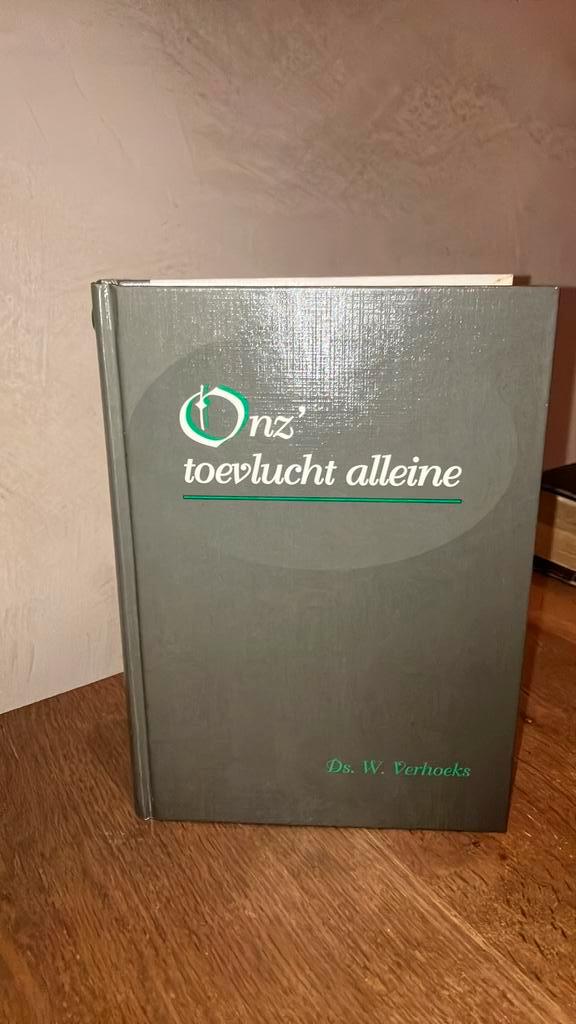 Onz'
toevlucht alleine
Ds. W. Verhoeks